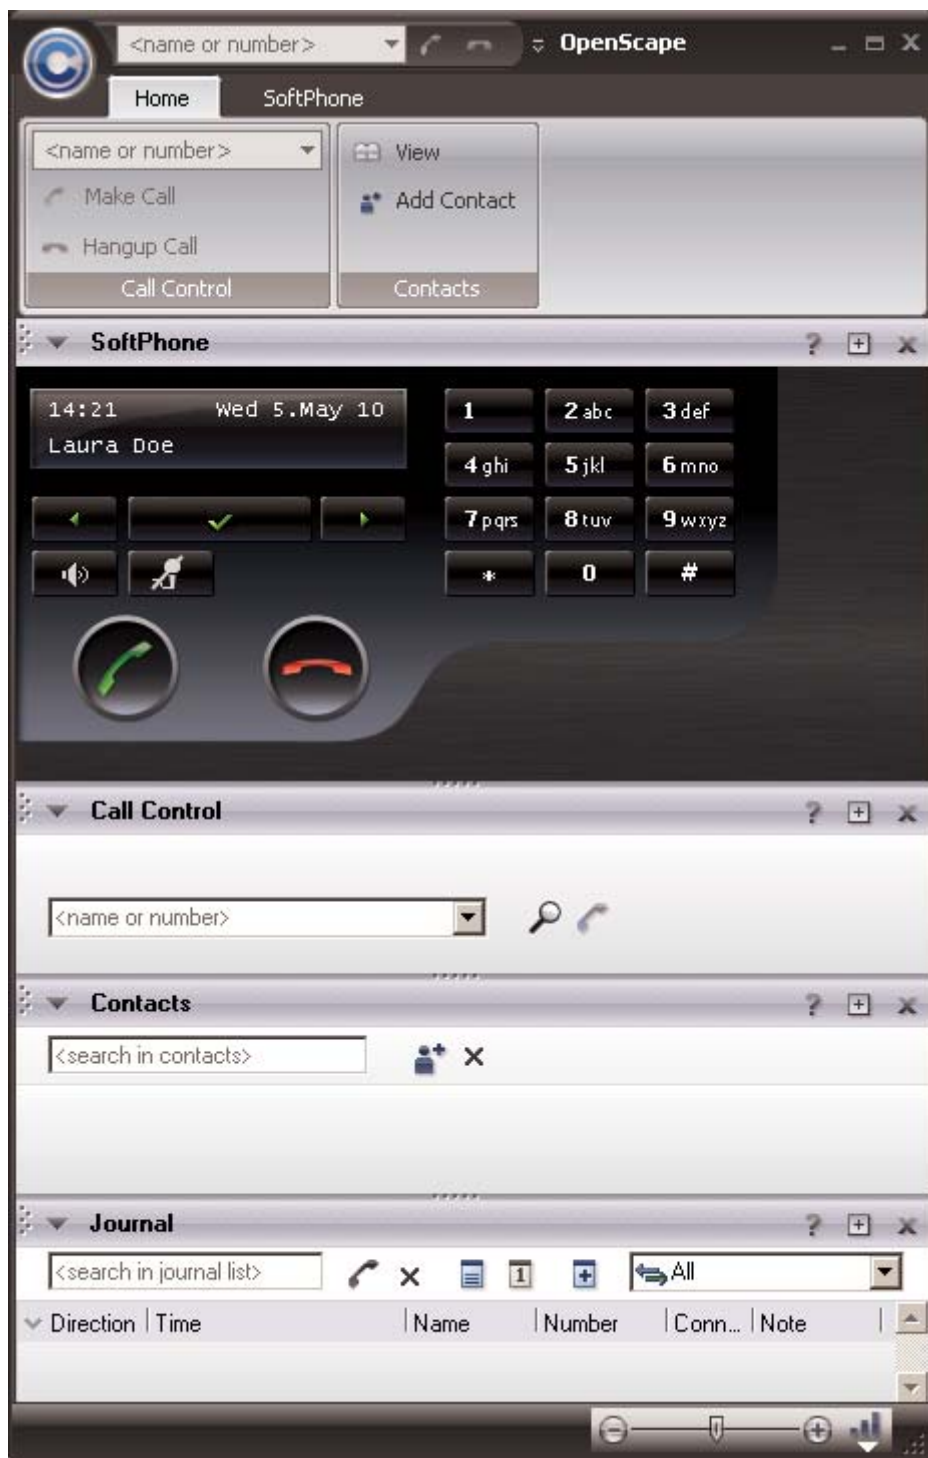 <name or number> OpenScape
Home SoftPhone
<name or number> View
Make Call Add Contact
Hangup Call
Call Control Contacts
SoftPhone ?
14:21 Wed 5.May 10
Laura Doe
1 2 abc 3 def
4 ghi 5 jkl 6 mno
7 pqrs 8 tuv 9 wxyz
* 0 #
Call Control ?
<name or number>
Contacts ?
<search in contacts>
Journal ?
<search in journal list> 1 All
Direction Time Name Number Conn... Note